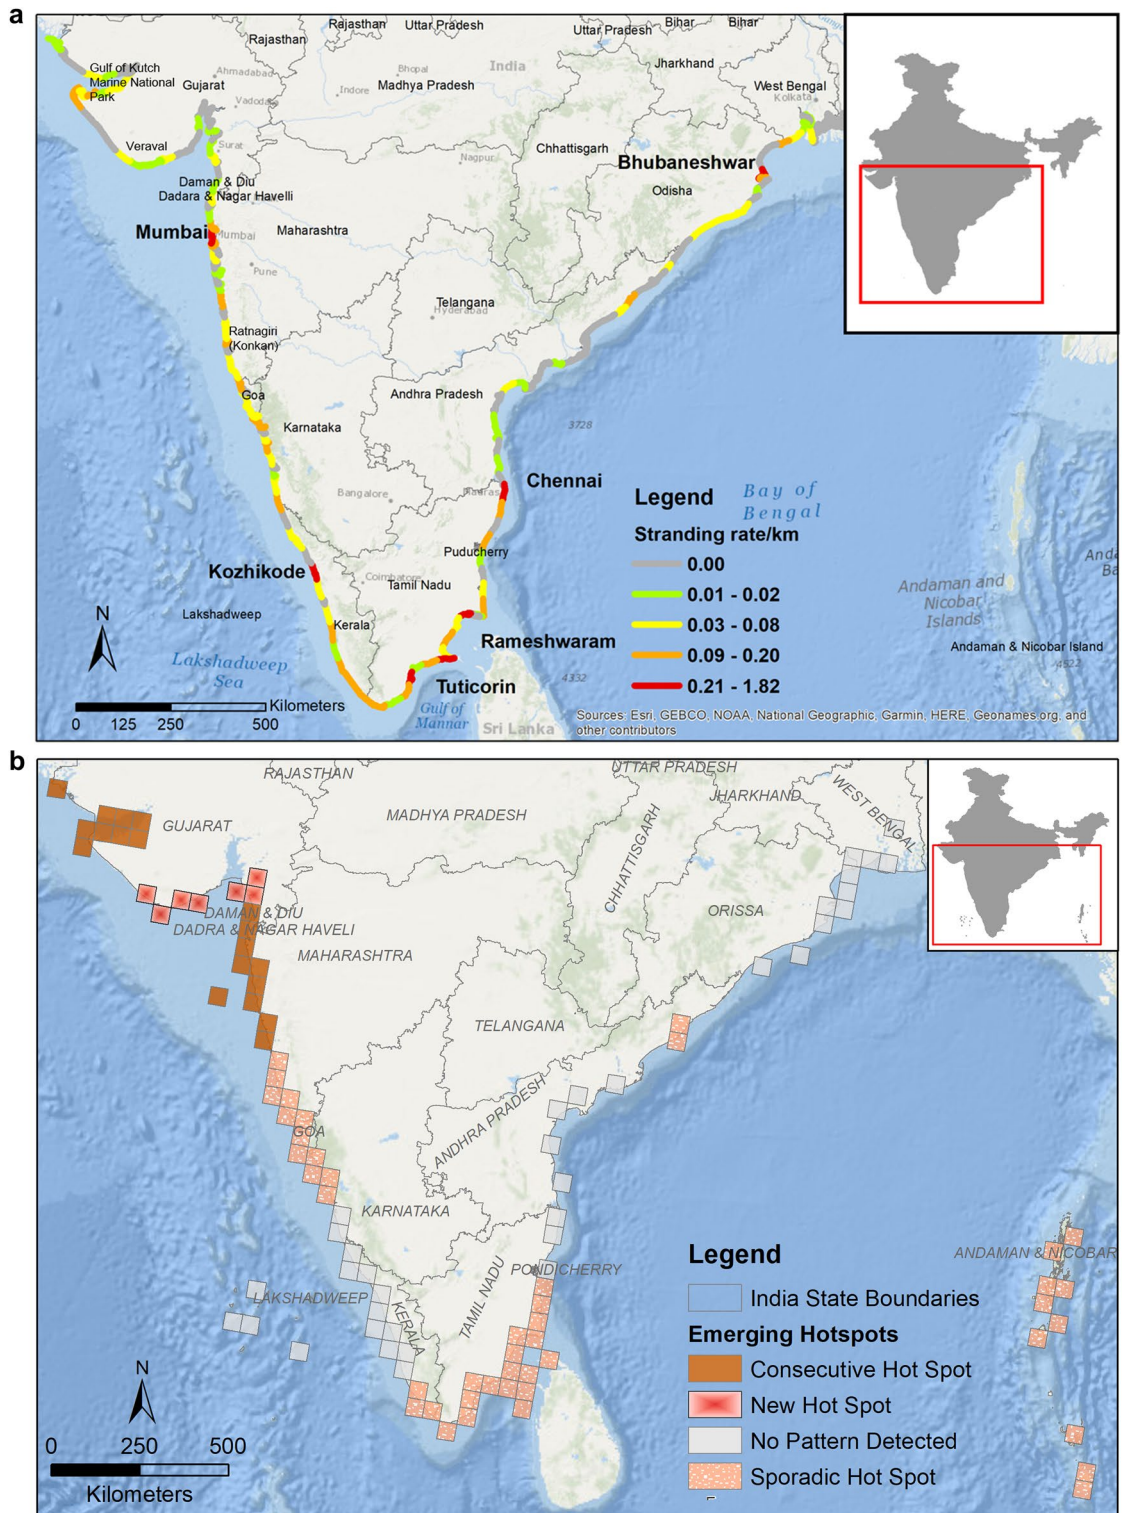 a
Rajasthan
Uttar Pradesh
Bihar
Bihar
Uttar Pradesh
Rajasthan
Gulf of Kutch
Marine National
Park
Ahmadabad
Gujarat
Vadodara
Bhopal
Indore
India
Madhya Pradesh
Jharkhand
West Bengal
Kolkata
Veraval
Surat
Nagpur
Chhattisgarh
Bhubaneshwar
Odisha
Daman & Diu
Dadara & Nagar Havelli
Mumbai
Mumbai
Maharashtra
Pune
Telangana
Hyderabad
Ratnagiri
(Konkan)
Goa
Andhra Pradesh
Karnataka
3728
Bangalore
Madras
Chennai
Puducherry
Kozhikode
Coimbatore
Tamil Nadu
Lakshadweep
Kerala
Rameshwaram
Lakshadweep
Sea
Tuticorin
Gulf of
Mannar
4332
Sri Lanka
Bay of
Bengal
Andaman and
Nicobar
Islands
Andaman & Nicobar Island
4522
Legend
Stranding rate/km
0.00
0.01 - 0.02
0.03 - 0.08
0.09 - 0.20
0.21 - 1.82
N
Kilometers
0 125 250 500
Sources: Esri, GEBCO, NOAA, National Geographic, Garmin, HERE, Geonames.org, and
other contributors
b
RAJASTHAN
UTTAR PRADESH
JHARKHAND
WEST BENGAL
MADHYA PRADESH
GUJARAT
CHHATTISGARH
ORISSA
DAMAN & DIU
DADRA & NAGAR HAVELI
MAHARASHTRA
TELANGANA
ANDHRA PRADESH
GOA
KARNATAKA
PONDICHERRY
TAMIL NADU
LAKSHADWEEP
KERALA
ANDAMAN & NICOBAR
Legend
India State Boundaries
Emerging Hotspots
Consecutive Hot Spot
New Hot Spot
No Pattern Detected
Sporadic Hot Spot
N
0 250 500
Kilometers